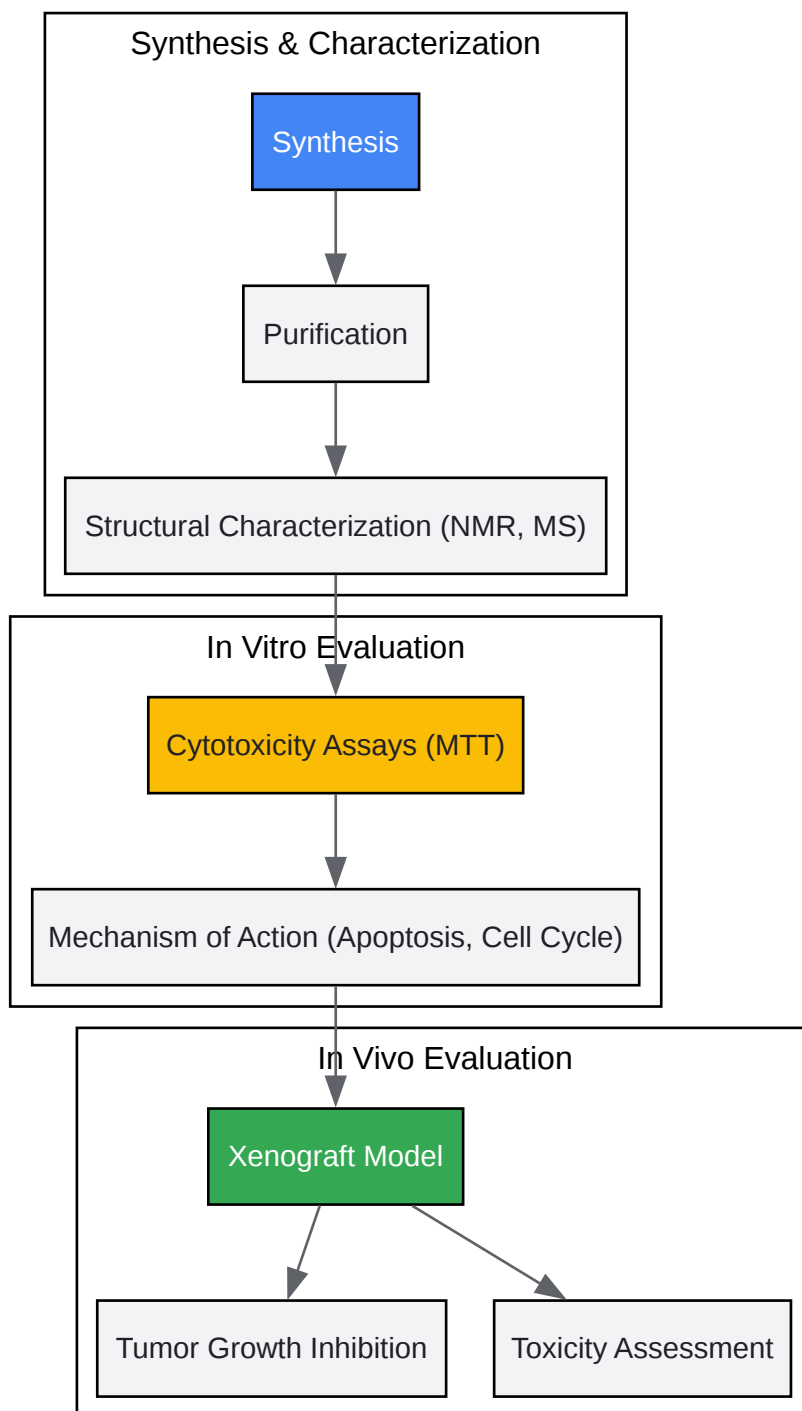 Synthesis & Characterization
Synthesis
Purification
Structural Characterization (NMR, MS)
In Vitro Evaluation
Cytotoxicity Assays (MTT)
Mechanism of Action (Apoptosis, Cell Cycle)
In Vivo Evaluation
Xenograft Model
Tumor Growth Inhibition
Toxicity Assessment